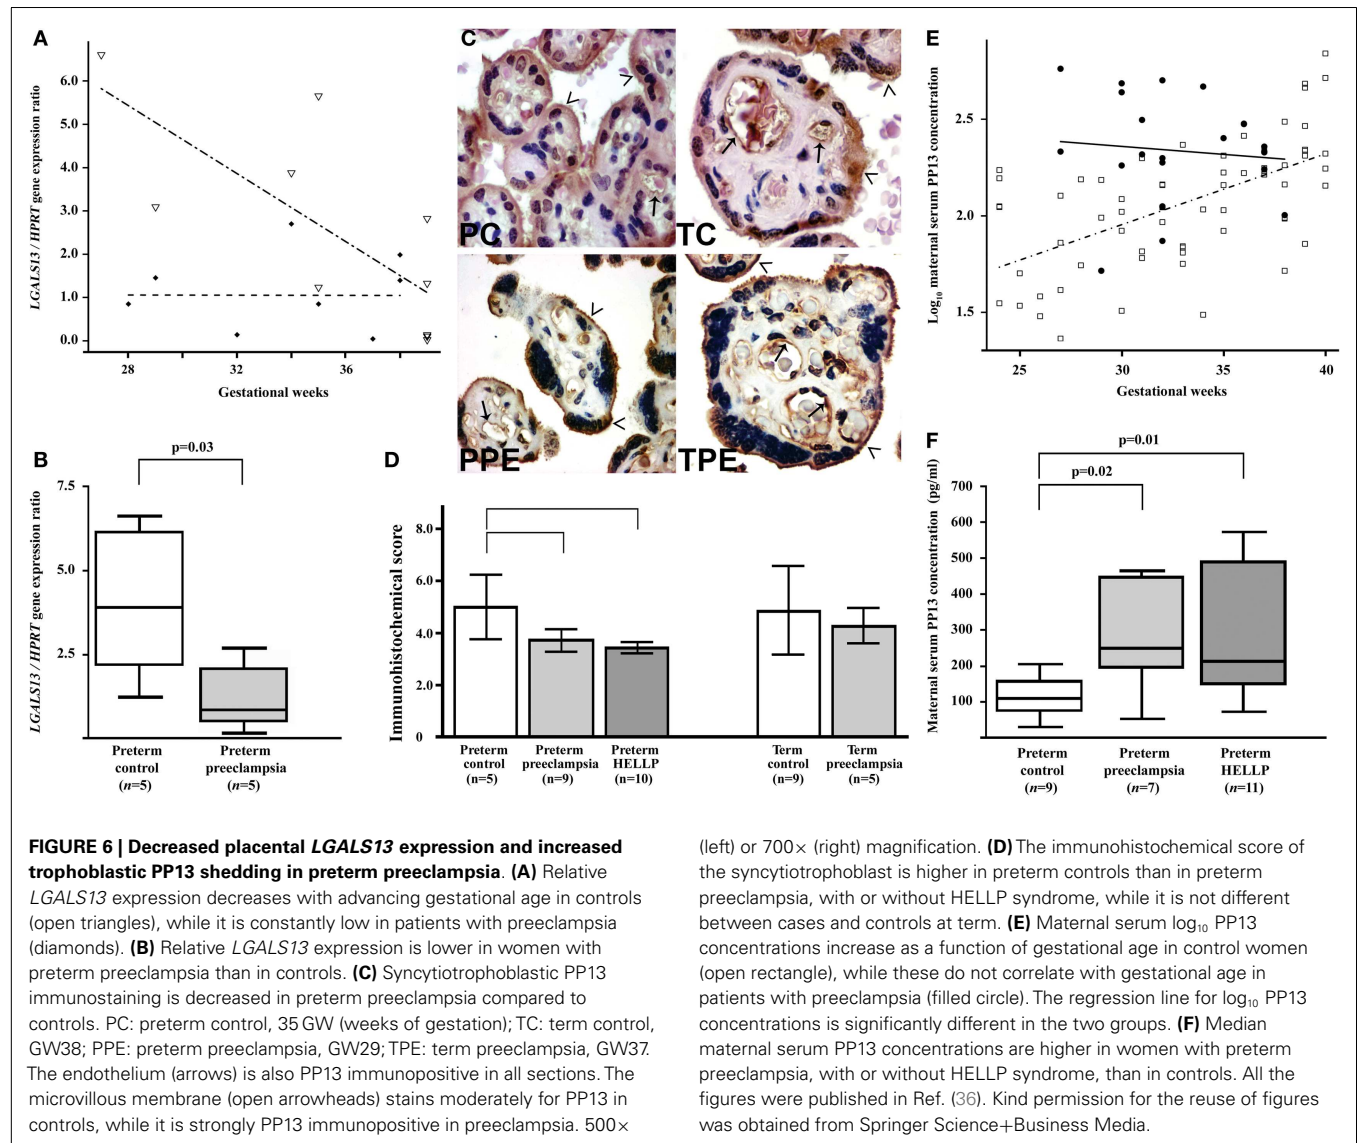 A
LGALS13 / HPRT gene expression ratio
6.0
5.0
4.0
3.0
2.0
1.0
0.0
28 32 36
Gestational weeks
B
LGALS13 / HPRT gene expression ratio
p=0.03
7.5
5.0
2.5
Preterm control (n=5)
Preterm preeclampsia (n=5)
C
PC
TC
PPE
TPE
D
Immunohistochemical score
8.0
6.0
4.0
2.0
0
Preterm control (n=5)
Preterm preeclampsia (n=9)
Preterm HELLP (n=10)
Term control (n=9)
Term preeclampsia (n=5)
E
Log10 maternal serum PP13 concentration
2.5
2.0
1.5
25 30 35 40
Gestational weeks
F
Maternal serum PP13 concentration (pg/ml)
p=0.01
p=0.02
700
600
500
400
300
200
100
Preterm control (n=9)
Preterm preeclampsia (n=7)
Preterm HELLP (n=11)
FIGURE 6 | Decreased placental LGALS13 expression and increased
trophoblastic PP13 shedding in preterm preeclampsia. (A) Relative
LGALS13 expression decreases with advancing gestational age in controls
(open triangles), while it is constantly low in patients with preeclampsia
(diamonds). (B) Relative LGALS13 expression is lower in women with
preterm preeclampsia than in controls. (C) Syncytiotrophoblastic PP13
immunostaining is decreased in preterm preeclampsia compared to
controls. PC: preterm control, 35 GW (weeks of gestation); TC: term control,
GW38; PPE: preterm preeclampsia, GW29; TPE: term preeclampsia, GW37.
The endothelium (arrows) is also PP13 immunopositive in all sections. The
microvillous membrane (open arrowheads) stains moderately for PP13 in
controls, while it is strongly PP13 immunopositive in preeclampsia. 500×
(left) or 700× (right) magnification. (D) The immunohistochemical score of
the syncytiotrophoblast is higher in preterm controls than in preterm
preeclampsia, with or without HELLP syndrome, while it is not different
between cases and controls at term. (E) Maternal serum log10 PP13
concentrations increase as a function of gestational age in control women
(open rectangle), while these do not correlate with gestational age in
patients with preeclampsia (filled circle). The regression line for log10 PP13
concentrations is significantly different in the two groups. (F) Median
maternal serum PP13 concentrations are higher in women with preterm
preeclampsia, with or without HELLP syndrome, than in controls. All the
figures were published in Ref. (36). Kind permission for the reuse of figures
was obtained from Springer Science+Business Media.